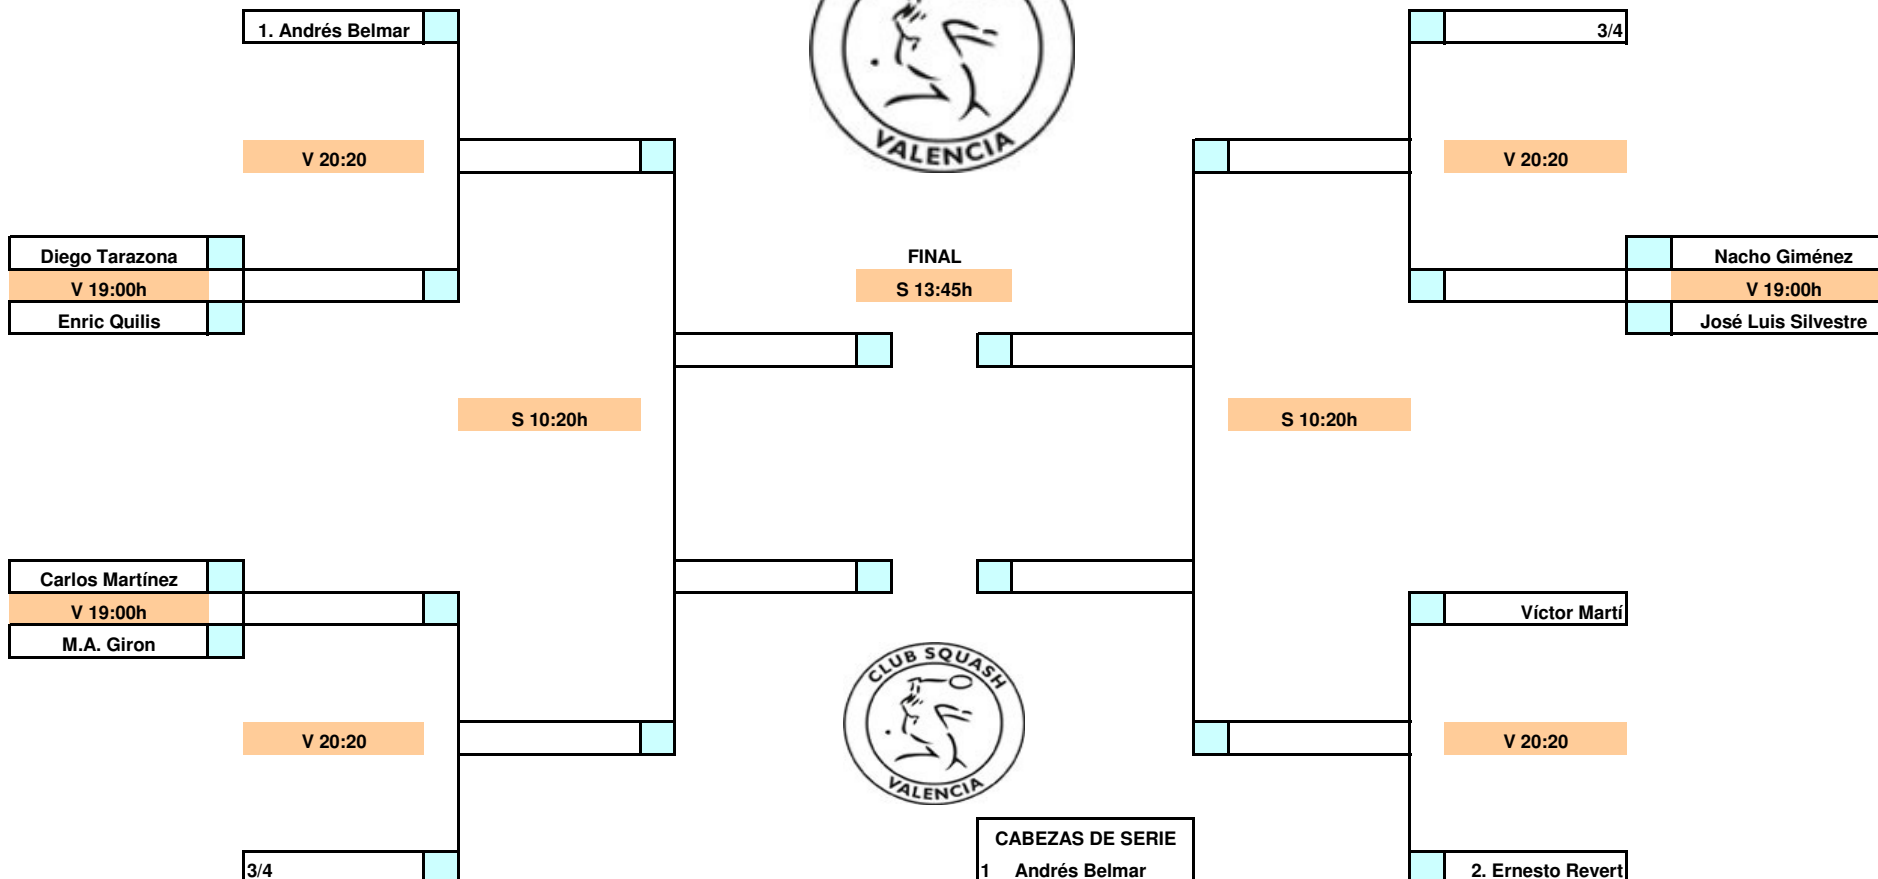 1. Andrés Belmar
3/4
VALENCIA
V 20:20
V 20:20
Diego Tarazona
FINAL
Nacho Giménez
V 19:00h
S 13:45h
V 19:00h
Enric Quilis
José Luis Silvestre
S 10:20h
S 10:20h
Carlos Martínez
V 19:00h
Víctor Martí
M.A. Giron
CLUB SQUASH
VALENCIA
V 20:20
V 20:20
CABEZAS DE SERIE
3/4
1 Andrés Belmar
2. Ernesto Revert